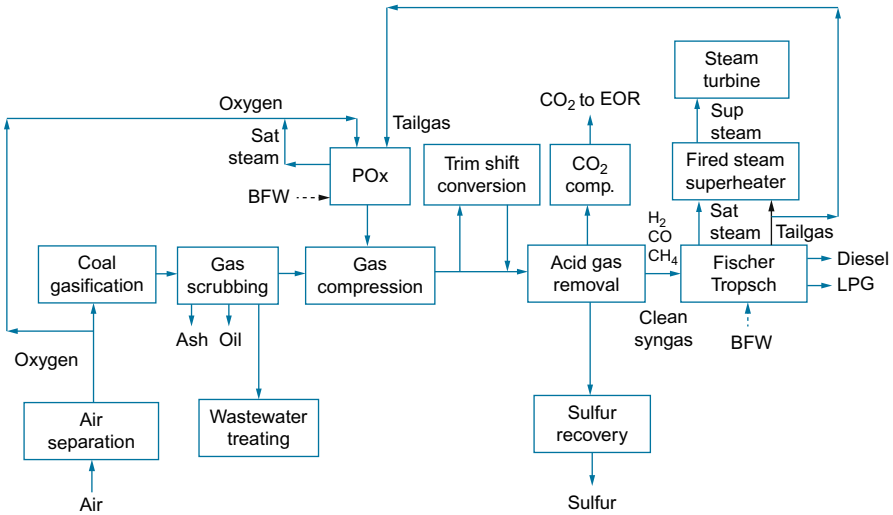 Steam
turbine
Oxygen
Tailgas
CO2 to EOR
Sup
steam
Sat
steam
POx
Trim shift
conversion
CO2
comp.
Fired steam
superheater
BFW
H2
CO
CH4
Sat
steam
Tailgas
Coal
gasification
Gas
scrubbing
Gas
compression
Acid gas
removal
Fischer
Tropsch
Diesel
LPG
Ash
Oil
Clean
syngas
BFW
Oxygen
Air
separation
Wastewater
treating
Sulfur
recovery
Air
Sulfur